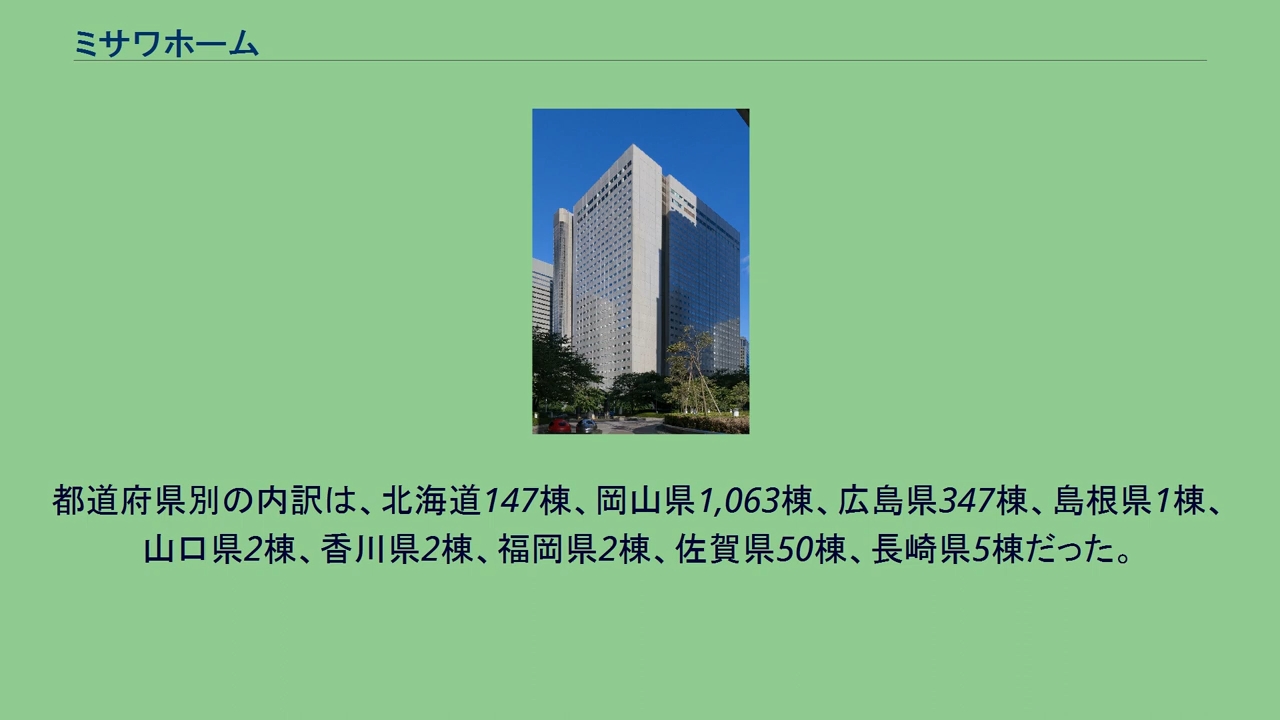 ミサワホーム
都道府県別の内訳は、北海道147棟、岡山県1,063棟、広島県347棟、島根県1棟、
山口県2棟、香川県2棟、福岡県2棟、佐賀県50棟、長崎県5棟だった。